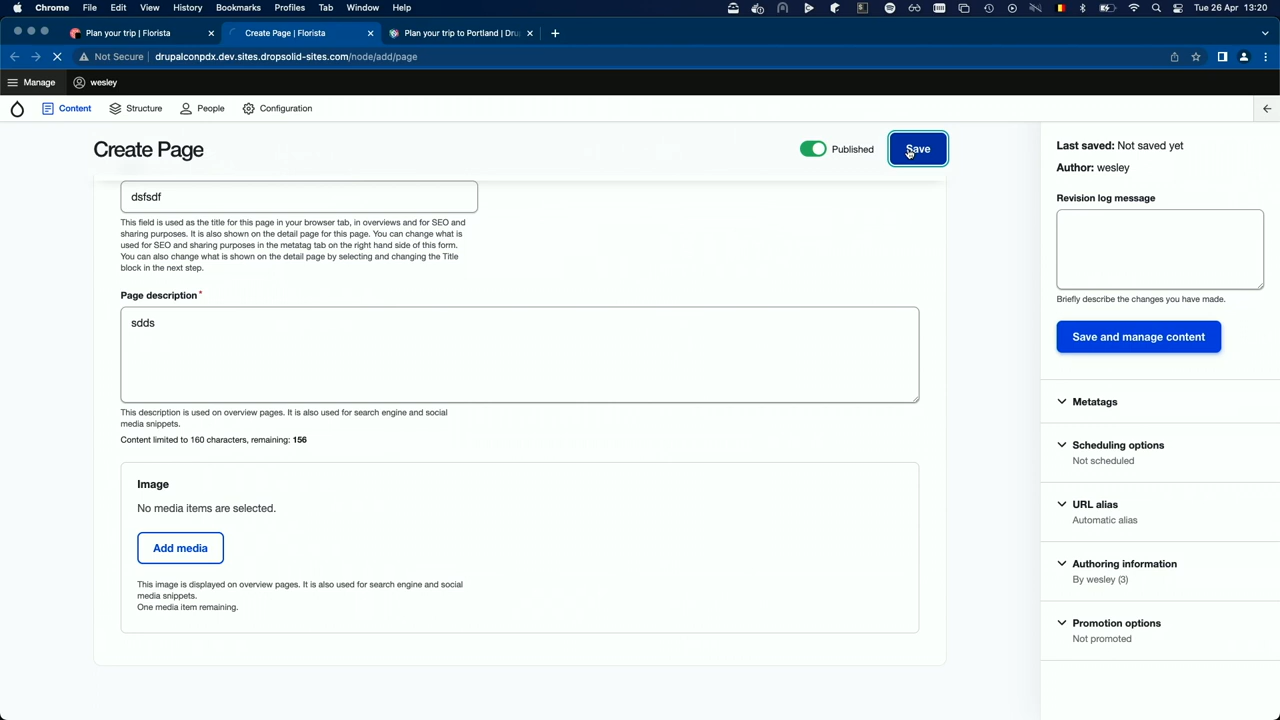 Chrome File Edit View History Bookmarks Profiles Tab Window Help Tue 26 Apr 13:20
Plan your trip | Florista Create Page | Florista Plan your trip to Portland | Dru
Not Secure drupalconpdx.dev.sites.dropsolid-sites.com/node/add/page
Manage wesley
Content Structure People Configuration
Create Page
Published
Save
dsfsdf
This field is used as the title for this page in your browser tab, in overviews and for SEO and
sharing purposes. It is also shown on the detail page for this page. You can change what is
used for SEO and sharing purposes in the metatag tab on the right hand side of this form.
You can also change what is shown on the detail page by selecting and changing the Title
block in the next step.
Page description*
sdds
This description is used on overview pages. It is also used for search engine and social
media snippets.
Content limited to 160 characters, remaining: 156
Image
No media items are selected.
Add media
This image is displayed on overview pages. It is also used for search engine and social
media snippets.
One media item remaining.
Last saved: Not saved yet
Author: wesley
Revision log message
Briefly describe the changes you have made.
Save and manage content
Metatags
Scheduling options
Not scheduled
URL alias
Automatic alias
Authoring information
By wesley (3)
Promotion options
Not promoted